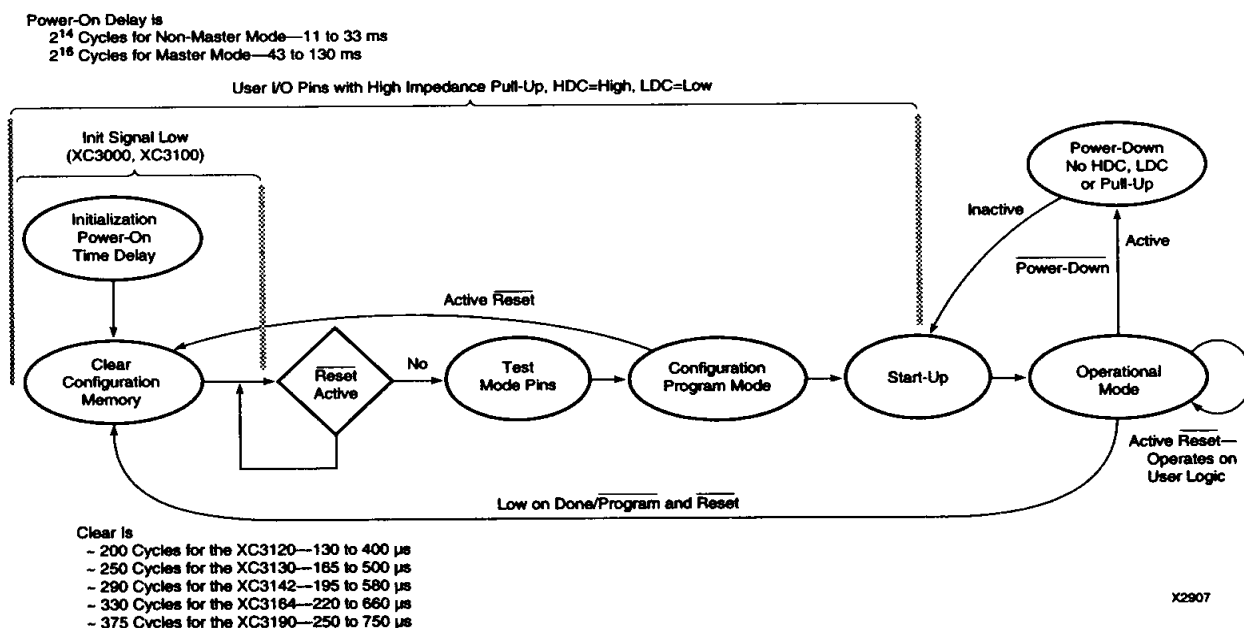 Power-On Delay is
2¹⁴ Cycles for Non-Master Mode—11 to 33 ms
2¹⁶ Cycles for Master Mode—43 to 130 ms
User I/O Pins with High Impedance Pull-Up, HDC=High, LDC=Low
Init Signal Low
(XC3000, XC3100)
Initialization
Power-On
Time Delay
Power-Down
No HDC, LDC
or Pull-Up
Inactive
Active
Power-Down
Active Reset
Clear
Configuration
Memory
Reset
Active
No
Test
Mode Pins
Configuration
Program Mode
Start-Up
Operational
Mode
Active Reset—
Operates on
User Logic
Low on Done/Program and Reset
Clear Is
~ 200 Cycles for the XC3120—130 to 400 µs
~ 250 Cycles for the XC3130—165 to 500 µs
~ 290 Cycles for the XC3142—195 to 580 µs
~ 330 Cycles for the XC3164—220 to 660 µs
~ 375 Cycles for the XC3190—250 to 750 µs
X2907